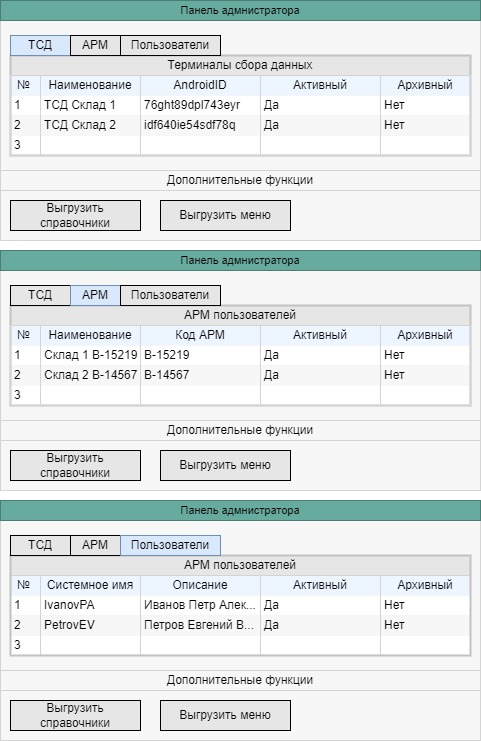 Панель адмнистратора
ТСД АРМ Пользователи
Терминалы сбора данных
№ Наименование AndroidID Активный Архивный
1 ТСД Склад 1 76ght89dpl743eyr Да Нет
2 ТСД Склад 2 idf640ie54sdf78q Да Нет
3
Дополнительные функции
Выгрузить
справочники
Выгрузить меню
Панель адмнистратора
ТСД АРМ Пользователи
АРМ пользователей
№ Наименование Код АРМ Активный Архивный
1 Склад 1 В-15219 В-15219 Да Нет
2 Склад 2 В-14567 В-14567 Да Нет
3
Дополнительные функции
Выгрузить
справочники
Выгрузить меню
Панель адмнистратора
ТСД АРМ Пользователи
АРМ пользователей
№ Системное имя Описание Активный Архивный
1 IvanovPA Иванов Петр Алек... Да Нет
2 PetrovEV Петров Евгений В... Да Нет
3
Дополнительные функции
Выгрузить
справочники
Выгрузить меню